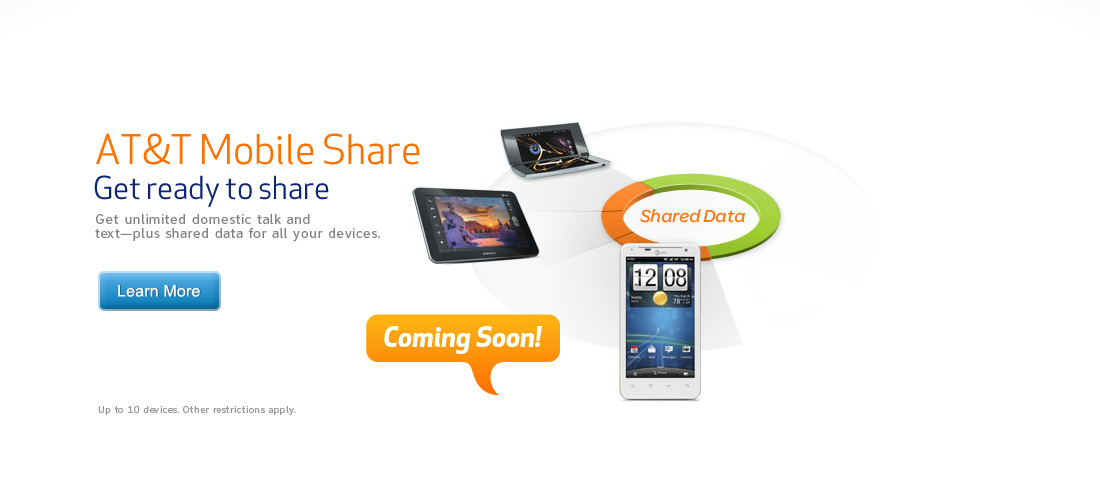 AT&T Mobile Share
Get ready to share
Get unlimited domestic talk and
text—plus shared data for all your devices.
Learn More
Shared Data
12 08
Coming Soon!
Up to 10 devices. Other restrictions apply.